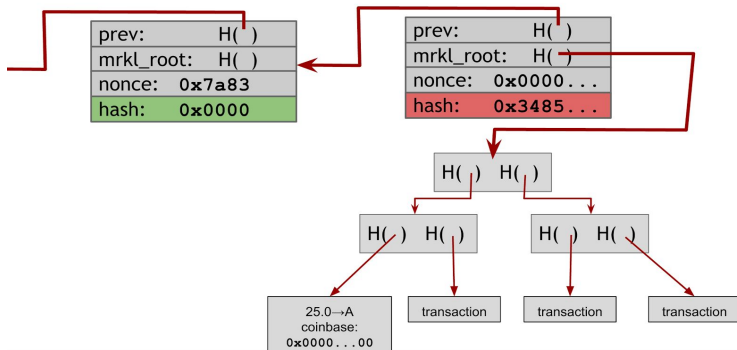 prev: H( )
mrkl_root: H( )
nonce: 0x7a83
hash: 0x0000
prev: H( )
mrkl_root: H( )
nonce: 0x0000...
hash: 0x3485...
H( ) H( )
H( ) H( )
H( ) H( )
25.0→A
coinbase:
0x0000...00
transaction
transaction
transaction